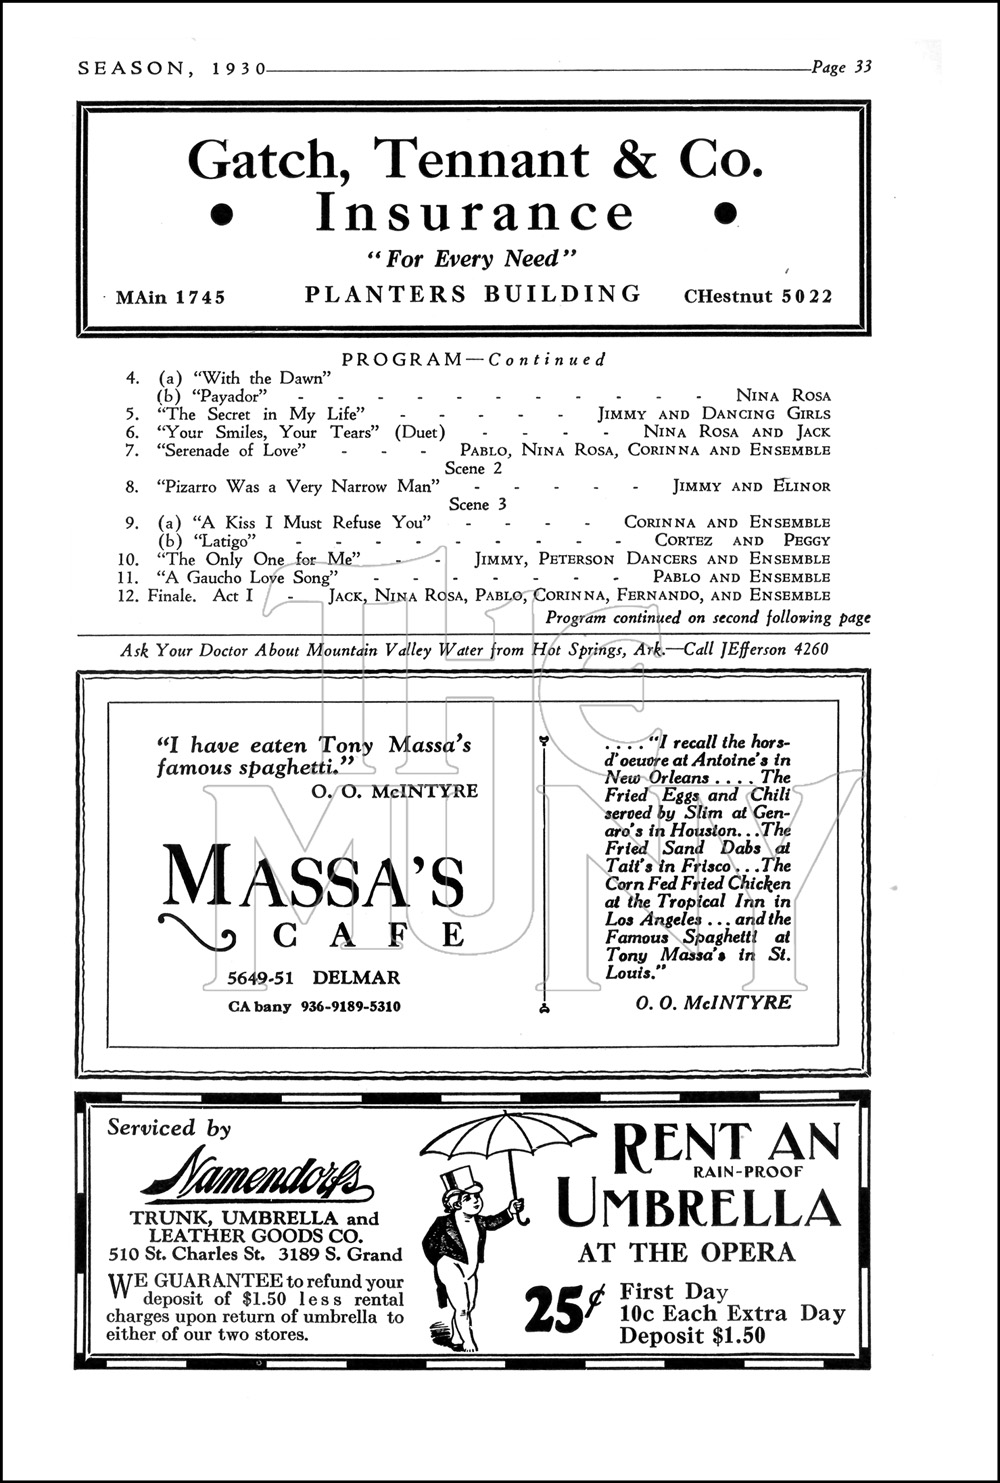 SEASON, 1930 Page 33
Gatch, Tennant & Co.
• Insurance •
"For Every Need"
MAin 1745 PLANTERS BUILDING CHestnut 5022
PROGRAM—Continued
4. (a) "With the Dawn"
(b) "Payador" - - - - - - - - - - - - NINA ROSA
5. "The Secret in My Life" - - - - - JIMMY AND DANCING GIRLS
6. "Your Smiles, Your Tears" (Duet) - - - - NINA ROSA AND JACK
7. "Serenade of Love" - - - PABLO, NINA ROSA, CORINNA AND ENSEMBLE
Scene 2
8. "Pizarro Was a Very Narrow Man" - - - - - JIMMY AND ELINOR
Scene 3
9. (a) "A Kiss I Must Refuse You" - - - - CORINNA AND ENSEMBLE
(b) "Latigo" - - - - - - - - - CORTEZ AND PEGGY
10. "The Only One for Me" - - JIMMY, PETERSON DANCERS AND ENSEMBLE
11. "A Gaucho Love Song" - - - - - - - PABLO AND ENSEMBLE
12. Finale. Act I - JACK, NINA ROSA, PABLO, CORINNA, FERNANDO, AND ENSEMBLE
Program continued on second following page
Ask Your Doctor About Mountain Valley Water from Hot Springs, Ark.—Call JEfferson 4260
"I have eaten Tony Massa's
famous spaghetti."
O. O. McINTYRE
MASSA'S
CAFE
5649-51 DELMAR
CAbany 936-9189-5310
. . . . "I recall the hors-
d'oeuvre at Antoine's in
New Orleans . . . . The
Fried Eggs and Chili
served by Slim at Gen-
aro's in Houston. . . The
Fried Sand Dabs at
Tait's in Frisco . . . The
Corn Fed Fried Chicken
at the Tropical Inn in
Los Angeles . . . and the
Famous Spaghetti at
Tony Massa's in St.
Louis."
O. O. McINTYRE
THE
MUNY
Serviced by
Namendorfs
TRUNK, UMBRELLA and
LEATHER GOODS CO.
510 St. Charles St. 3189 S. Grand
WE GUARANTEE to refund your
deposit of $1.50 less rental
charges upon return of umbrella to
either of our two stores.
RENT AN
RAIN-PROOF
UMBRELLA
AT THE OPERA
25¢ First Day
10c Each Extra Day
Deposit $1.50